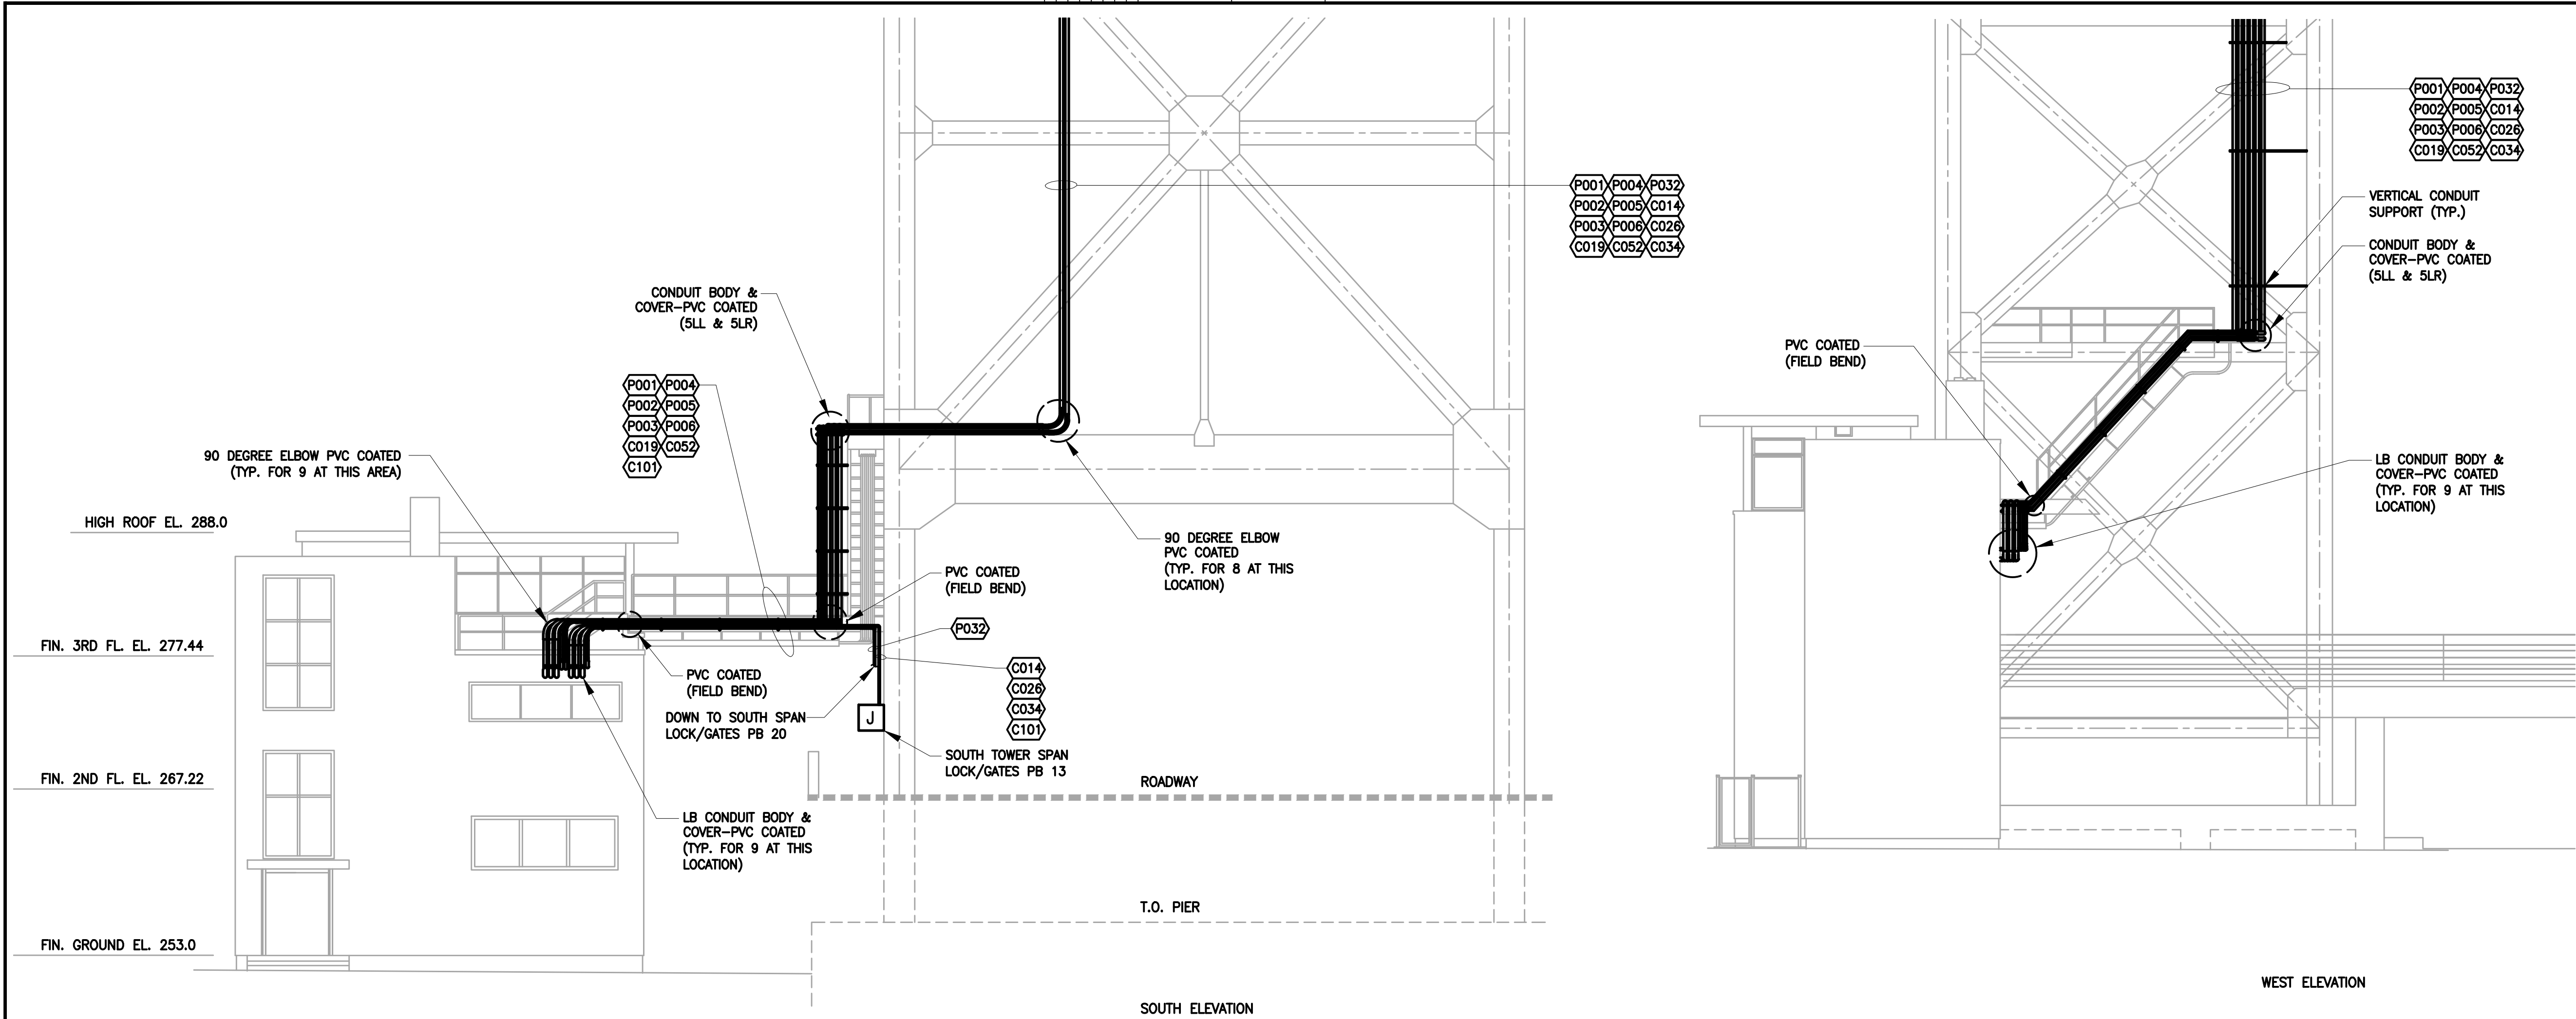 P001 P004 P032
P002 P005 C014
P003 P006 C026
C019 C052 C034
CONDUIT BODY &
COVER-PVC COATED
(5LL & 5LR)
P001 P004
P002 P005
P003 P006
C019 C052
C101
90 DEGREE ELBOW PVC COATED
(TYP. FOR 9 AT THIS AREA)
HIGH ROOF EL. 288.0
FIN. 3RD FL. EL. 277.44
FIN. 2ND FL. EL. 267.22
FIN. GROUND EL. 253.0
90 DEGREE ELBOW
PVC COATED
(TYP. FOR 8 AT THIS
LOCATION)
PVC COATED
(FIELD BEND)
P032
C014
C026
C034
C101
PVC COATED
(FIELD BEND)
DOWN TO SOUTH SPAN
LOCK/GATES PB 20
J
SOUTH TOWER SPAN
LOCK/GATES PB 13
LB CONDUIT BODY &
COVER-PVC COATED
(TYP. FOR 9 AT THIS
LOCATION)
ROADWAY
T.O. PIER
SOUTH ELEVATION
P001 P004 P032
P002 P005 C014
P003 P006 C026
C019 C052 C034
VERTICAL CONDUIT
SUPPORT (TYP.)
CONDUIT BODY &
COVER-PVC COATED
(5LL & 5LR)
PVC COATED
(FIELD BEND)
LB CONDUIT BODY &
COVER-PVC COATED
(TYP. FOR 9 AT THIS
LOCATION)
WEST ELEVATION